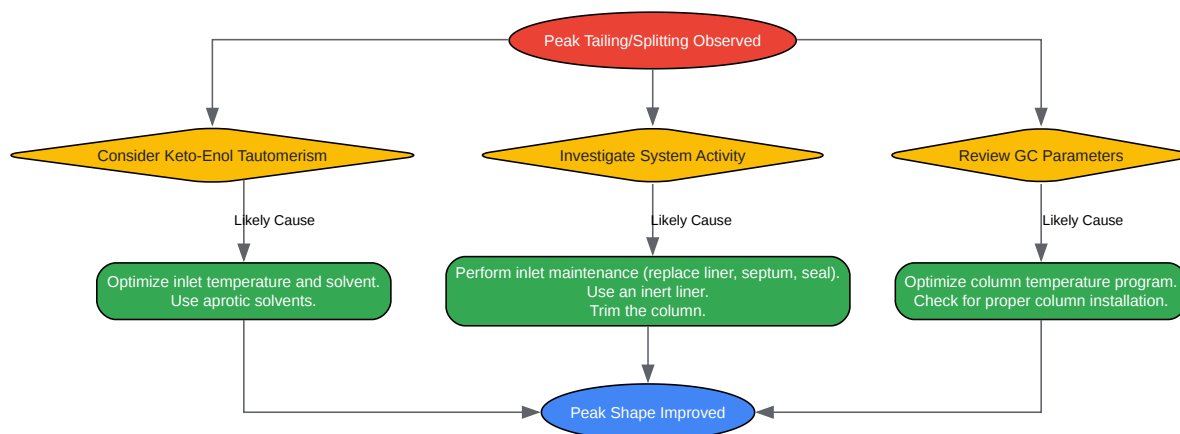 Peak Tailing/Splitting Observed
Consider Keto-Enol Tautomerism
Investigate System Activity
Review GC Parameters
Likely Cause
Likely Cause
Likely Cause
Optimize inlet temperature and solvent.
Use aprotic solvents.
Perform inlet maintenance (replace liner, septum, seal).
Use an inert liner.
Trim the column.
Optimize column temperature program.
Check for proper column installation.
Peak Shape Improved